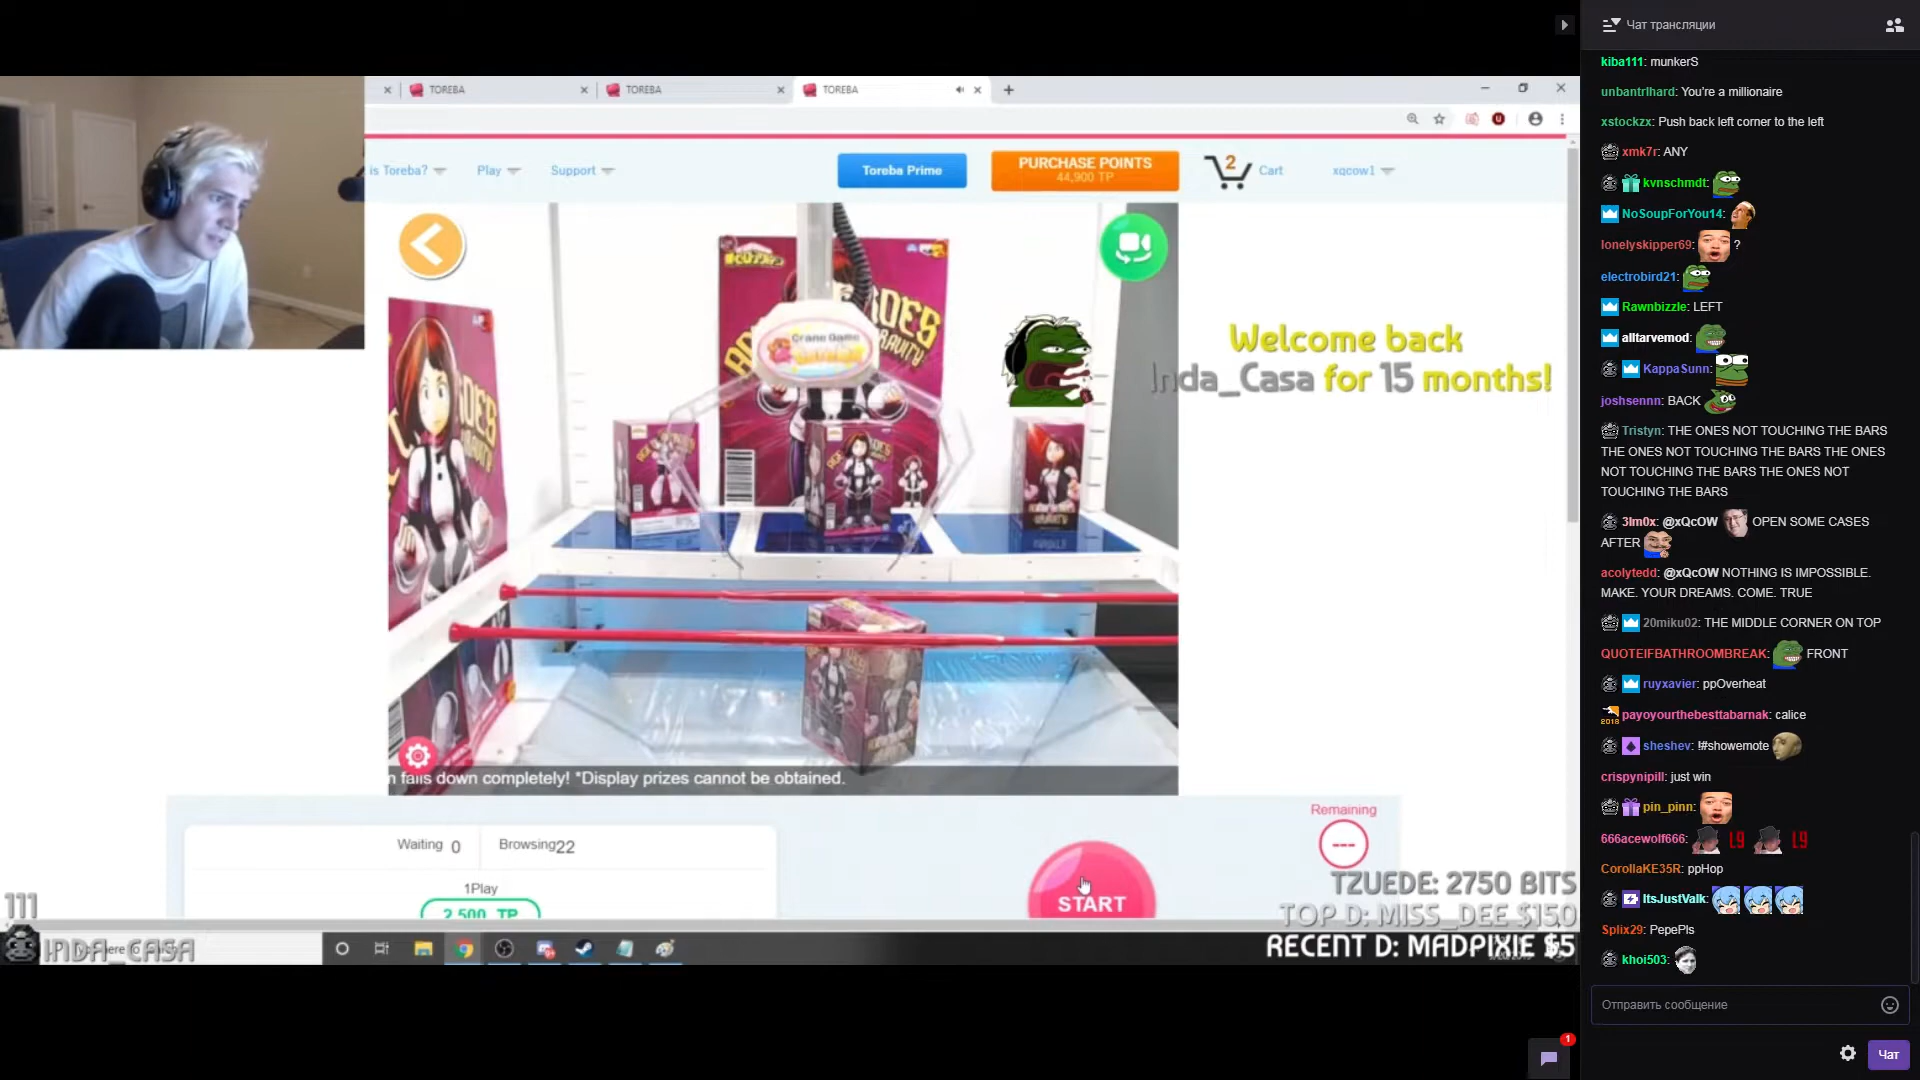 TOREBA
TOREBA
TOREBA
is Toreba?
Play
Support
Toreba Prime
PURCHASE POINTS
44,900 TP
2
Cart
xqcow1
Crane Game
Welcome back
Inda_Casa for 15 months!
n falls down completely! *Display prizes cannot be obtained.
Waiting 0
Browsing22
1Play
2,500 TP
Remaining
---
START
111
INDA_CASA
TZUEDE: 2750 BITS
TOP D: MISS_DEE $150
RECENT D: MADPIXIE $5
Чат трансляции
kiba111: munkerS
unbantrlhard: You're a millionaire
xstockzx: Push back left corner to the left
xmk7r: ANY
kvnschmdt:
NoSoupForYou14:
lonelyskipper69: ?
electrobird21:
Rawnbizzle: LEFT
alltarvemod:
KappaSunn:
joshsennn: BACK
Tristyn: THE ONES NOT TOUCHING THE BARS
THE ONES NOT TOUCHING THE BARS THE ONES
NOT TOUCHING THE BARS THE ONES NOT
TOUCHING THE BARS
3lm0x: @xQcOW OPEN SOME CASES
AFTER
acolytedd: @xQcOW NOTHING IS IMPOSSIBLE.
MAKE. YOUR DREAMS. COME. TRUE
20miku02: THE MIDDLE CORNER ON TOP
QUOTEIFBATHROOMBREAK: FRONT
ruyxavier: ppOverheat
2018 payoyourthebesttabarnak: calice
sheshev: !#showemote
crispynipill: just win
pin_pinn:
666acewolf666: L9 L9
CorollaKE35R: ppHop
ItsJustValk:
Splix29: PepePls
khoi503:
Отправить сообщение
1
Чат